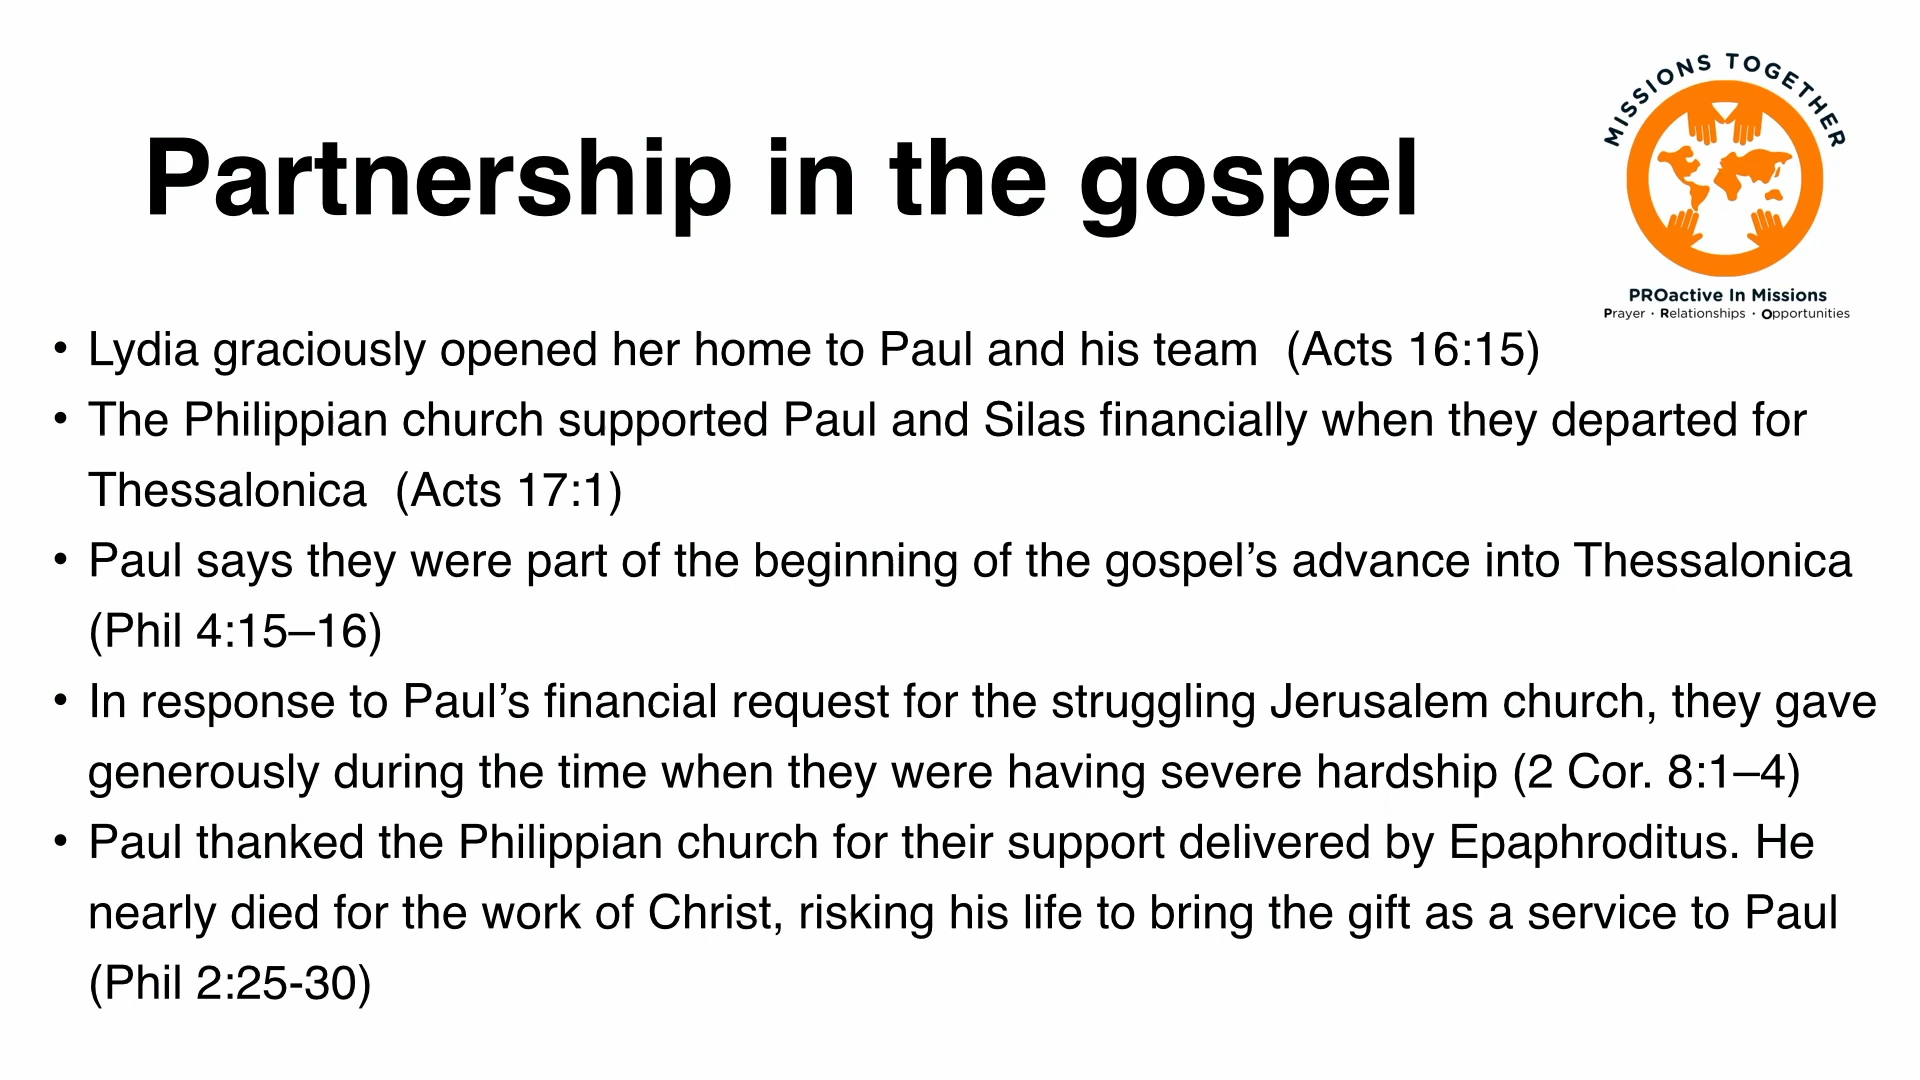 MISSIONS TOGETHER
Partnership in the gospel
PROactive In Missions
Prayer · Relationships · Opportunities
• Lydia graciously opened her home to Paul and his team  (Acts 16:15)
• The Philippian church supported Paul and Silas financially when they departed for
Thessalonica  (Acts 17:1)
• Paul says they were part of the beginning of the gospel’s advance into Thessalonica
(Phil 4:15–16)
• In response to Paul’s financial request for the struggling Jerusalem church, they gave
generously during the time when they were having severe hardship (2 Cor. 8:1–4)
• Paul thanked the Philippian church for their support delivered by Epaphroditus. He
nearly died for the work of Christ, risking his life to bring the gift as a service to Paul
(Phil 2:25-30)